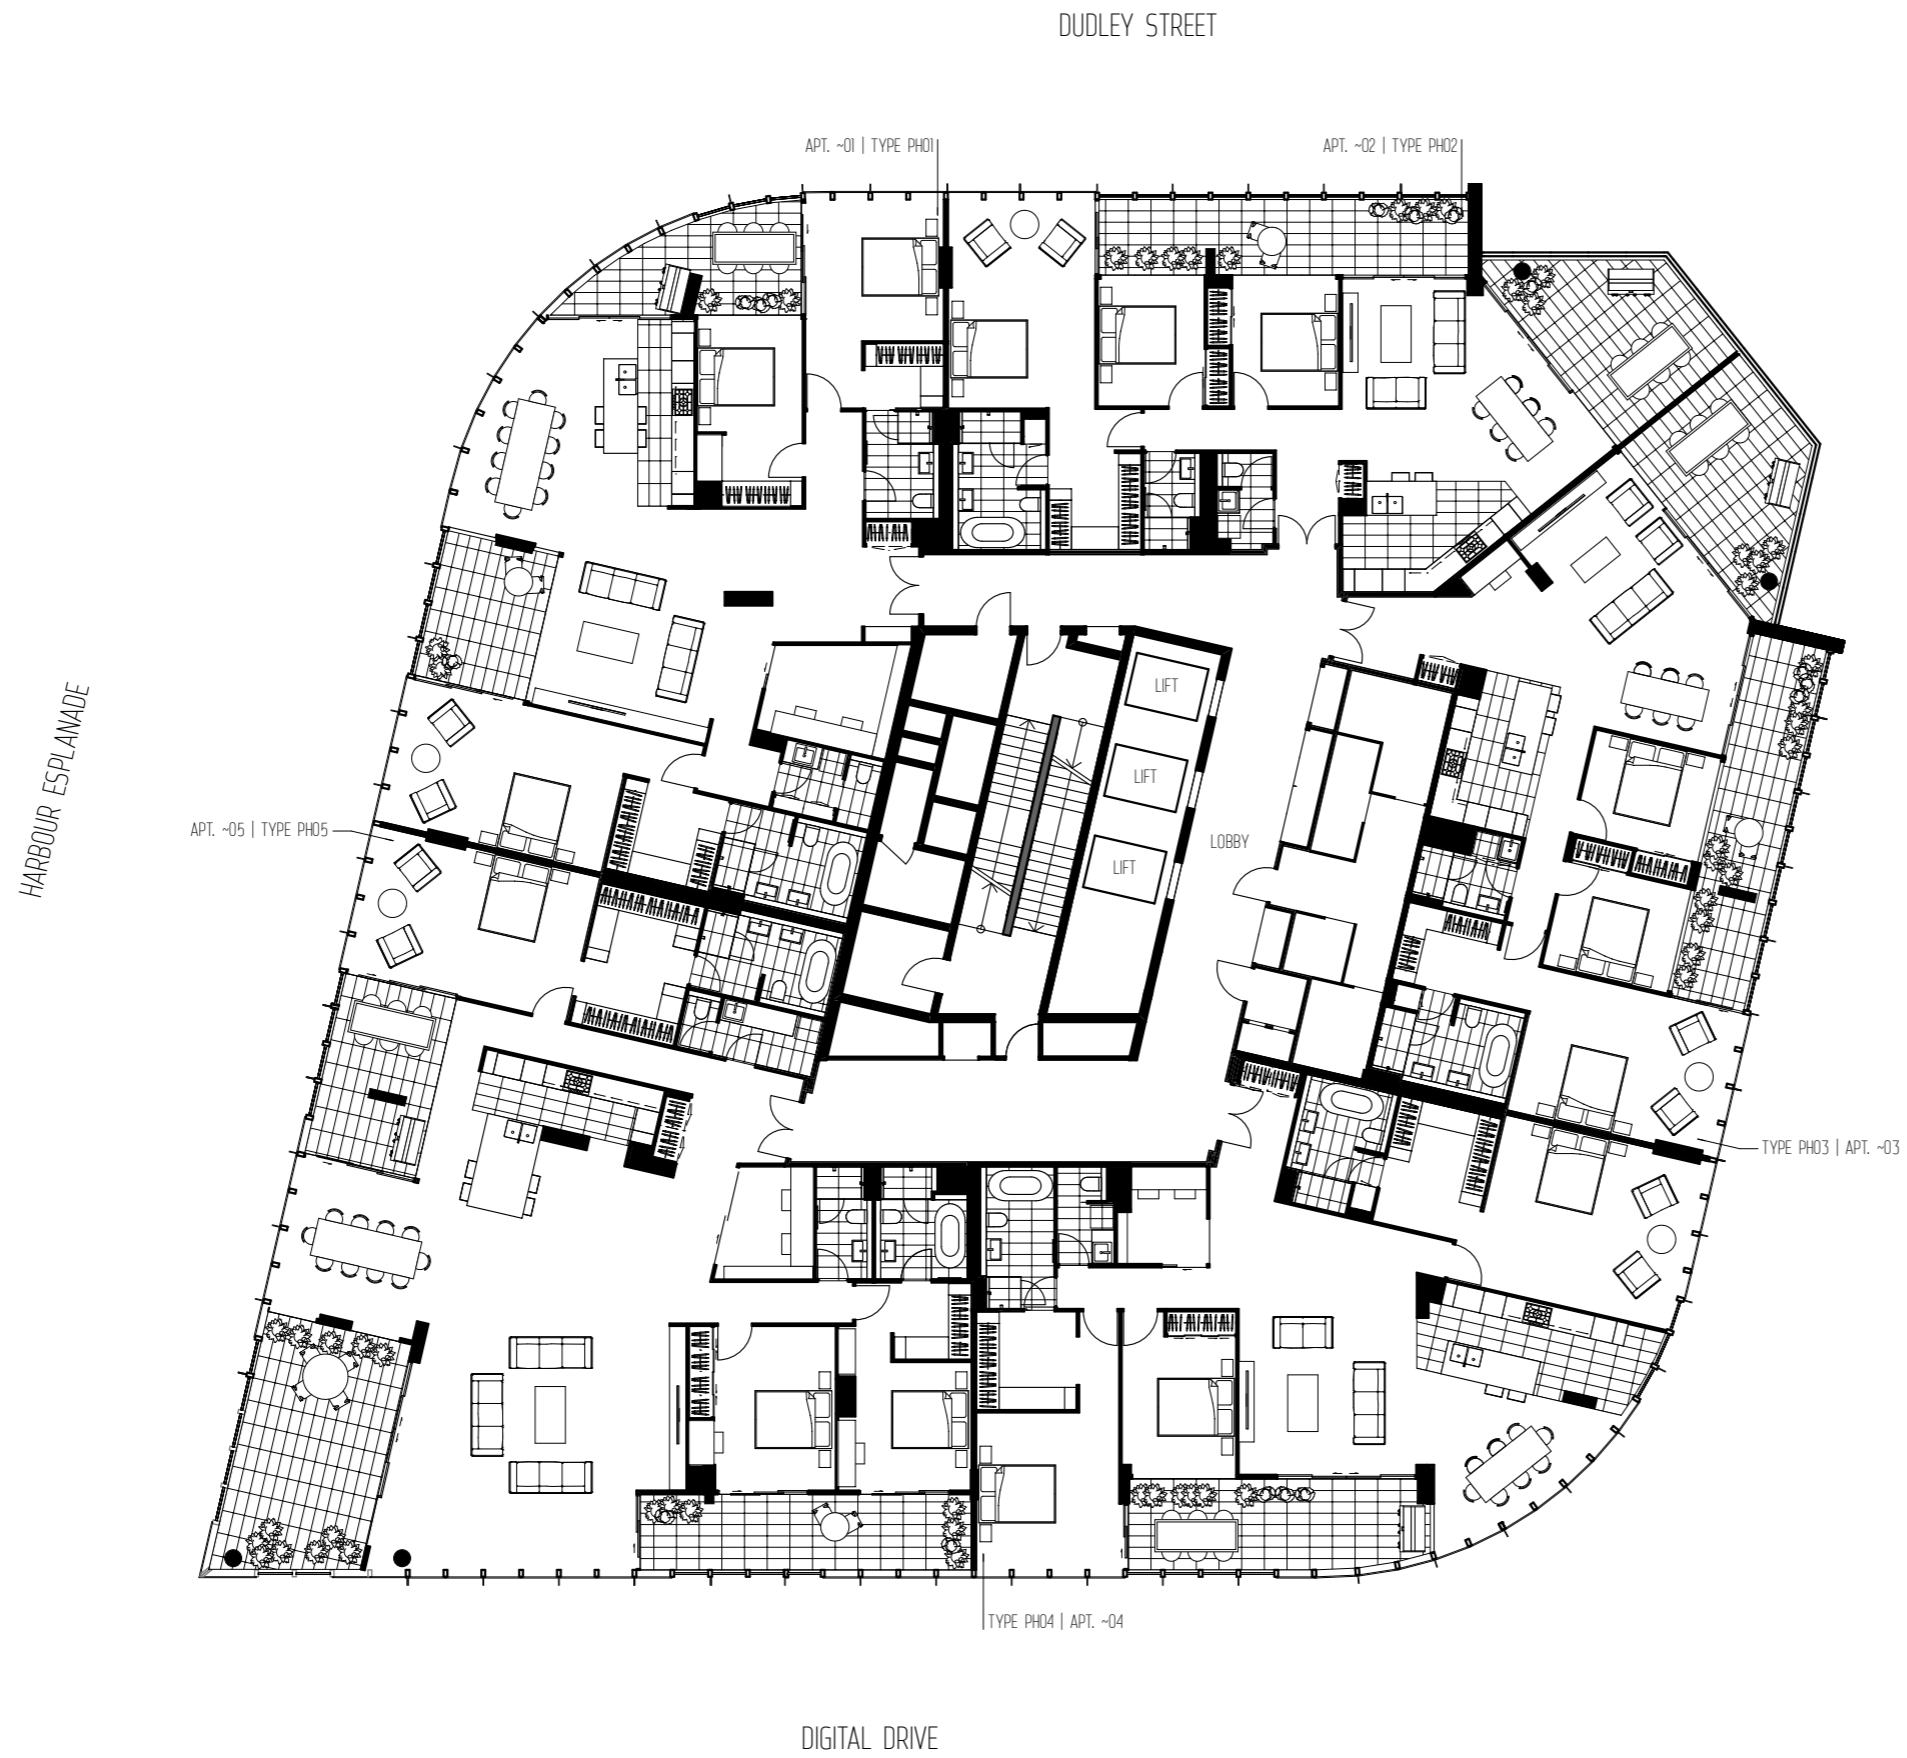 DUDLEY STREET
APT. ~01 | TYPE PH01
APT. ~02 | TYPE PH02
LIFT
HARBOUR ESPLANADE
LIFT
APT. ~05 | TYPE PH05
LOBBY
LIFT
TYPE PH03 | APT. ~03
TYPE PH04 | APT. ~04
DIGITAL DRIVE